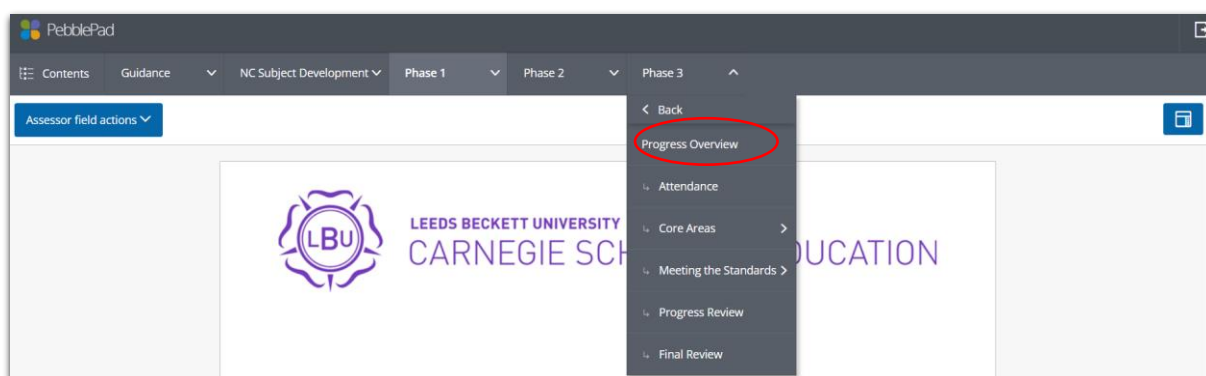 PebblePad
Contents Guidance NC Subject Development Phase 1 Phase 2 Phase 3
Assessor field actions
Back
Progress Overview
Attendance
Core Areas
Meeting the Standards
Progress Review
Final Review
LBU
LEEDS BECKETT UNIVERSITY
CARNEGIE SCH UCATION